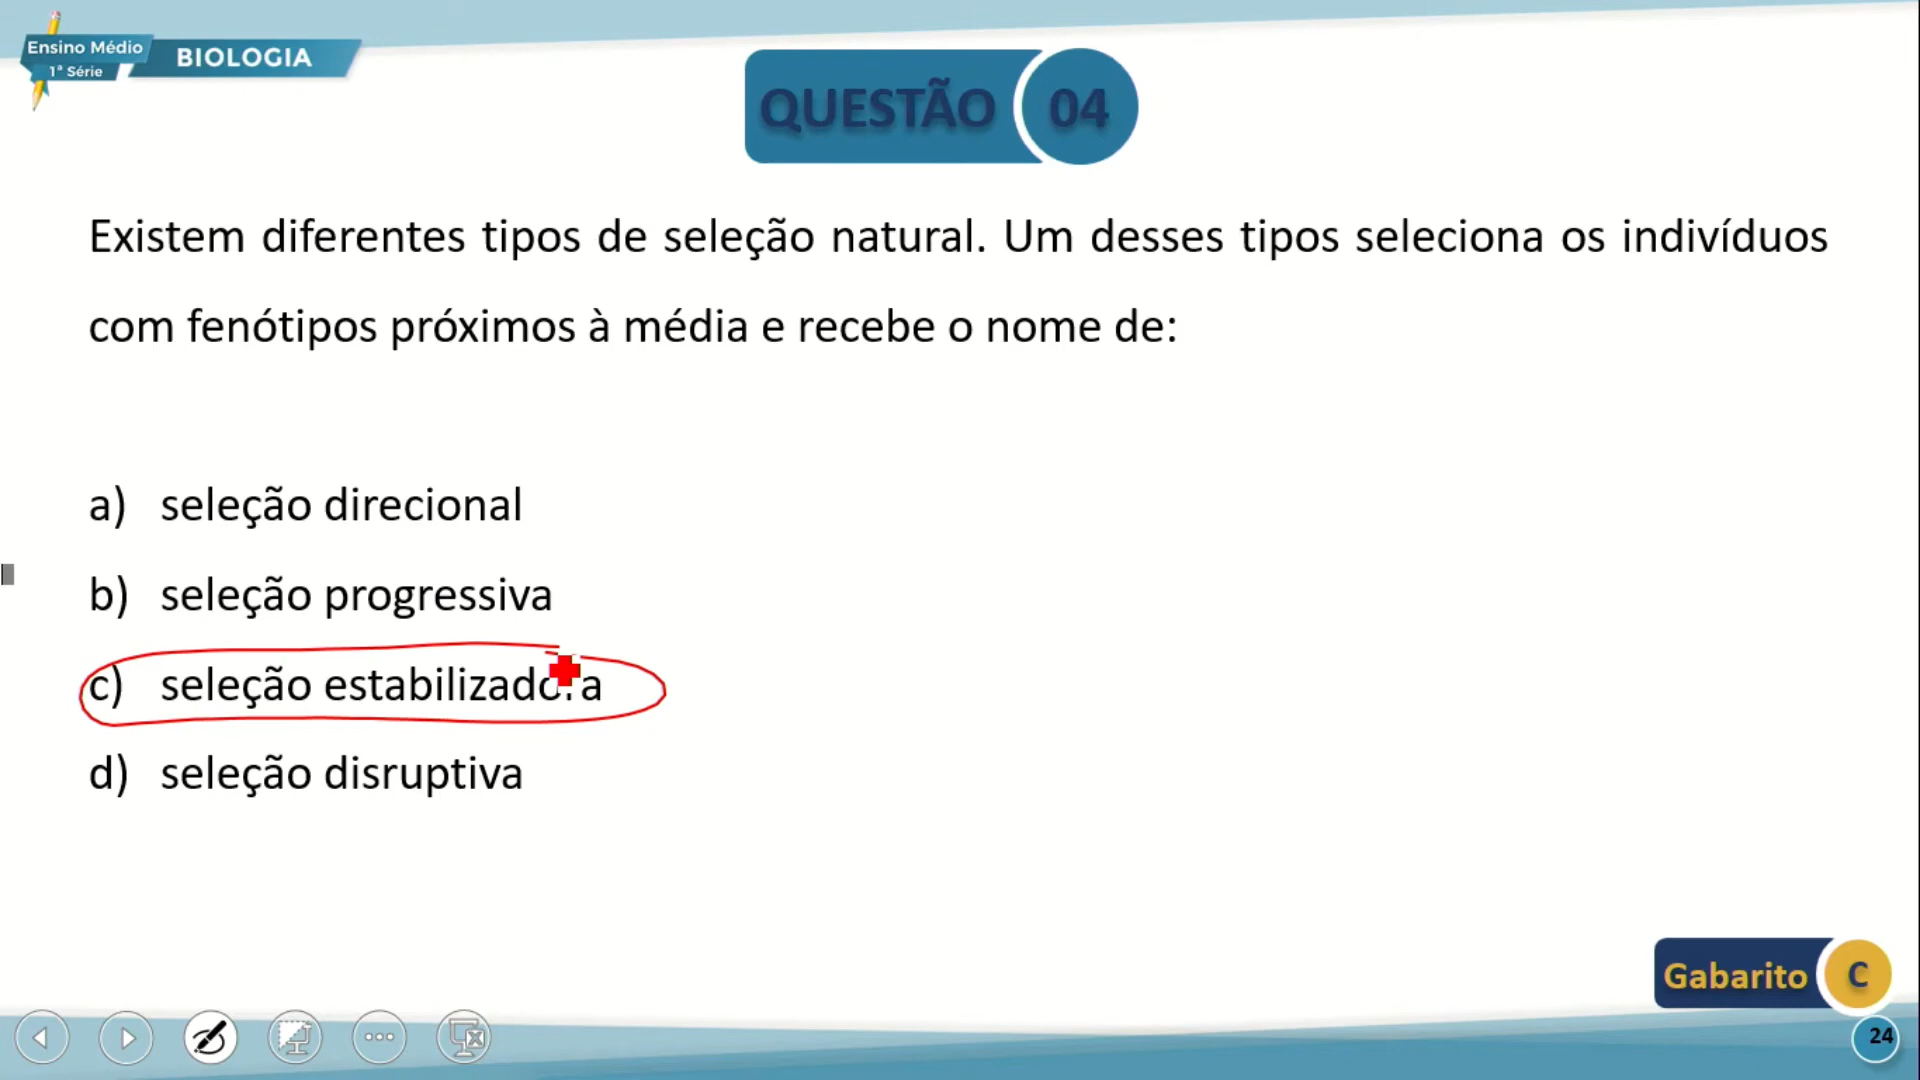 Ensino Médio
1ª Série
BIOLOGIA
QUESTÃO 04
Existem diferentes tipos de seleção natural. Um desses tipos seleciona os indivíduos
com fenótipos próximos à média e recebe o nome de:
a) seleção direcional
b) seleção progressiva
c) seleção estabilizadora
d) seleção disruptiva
Gabarito C
24